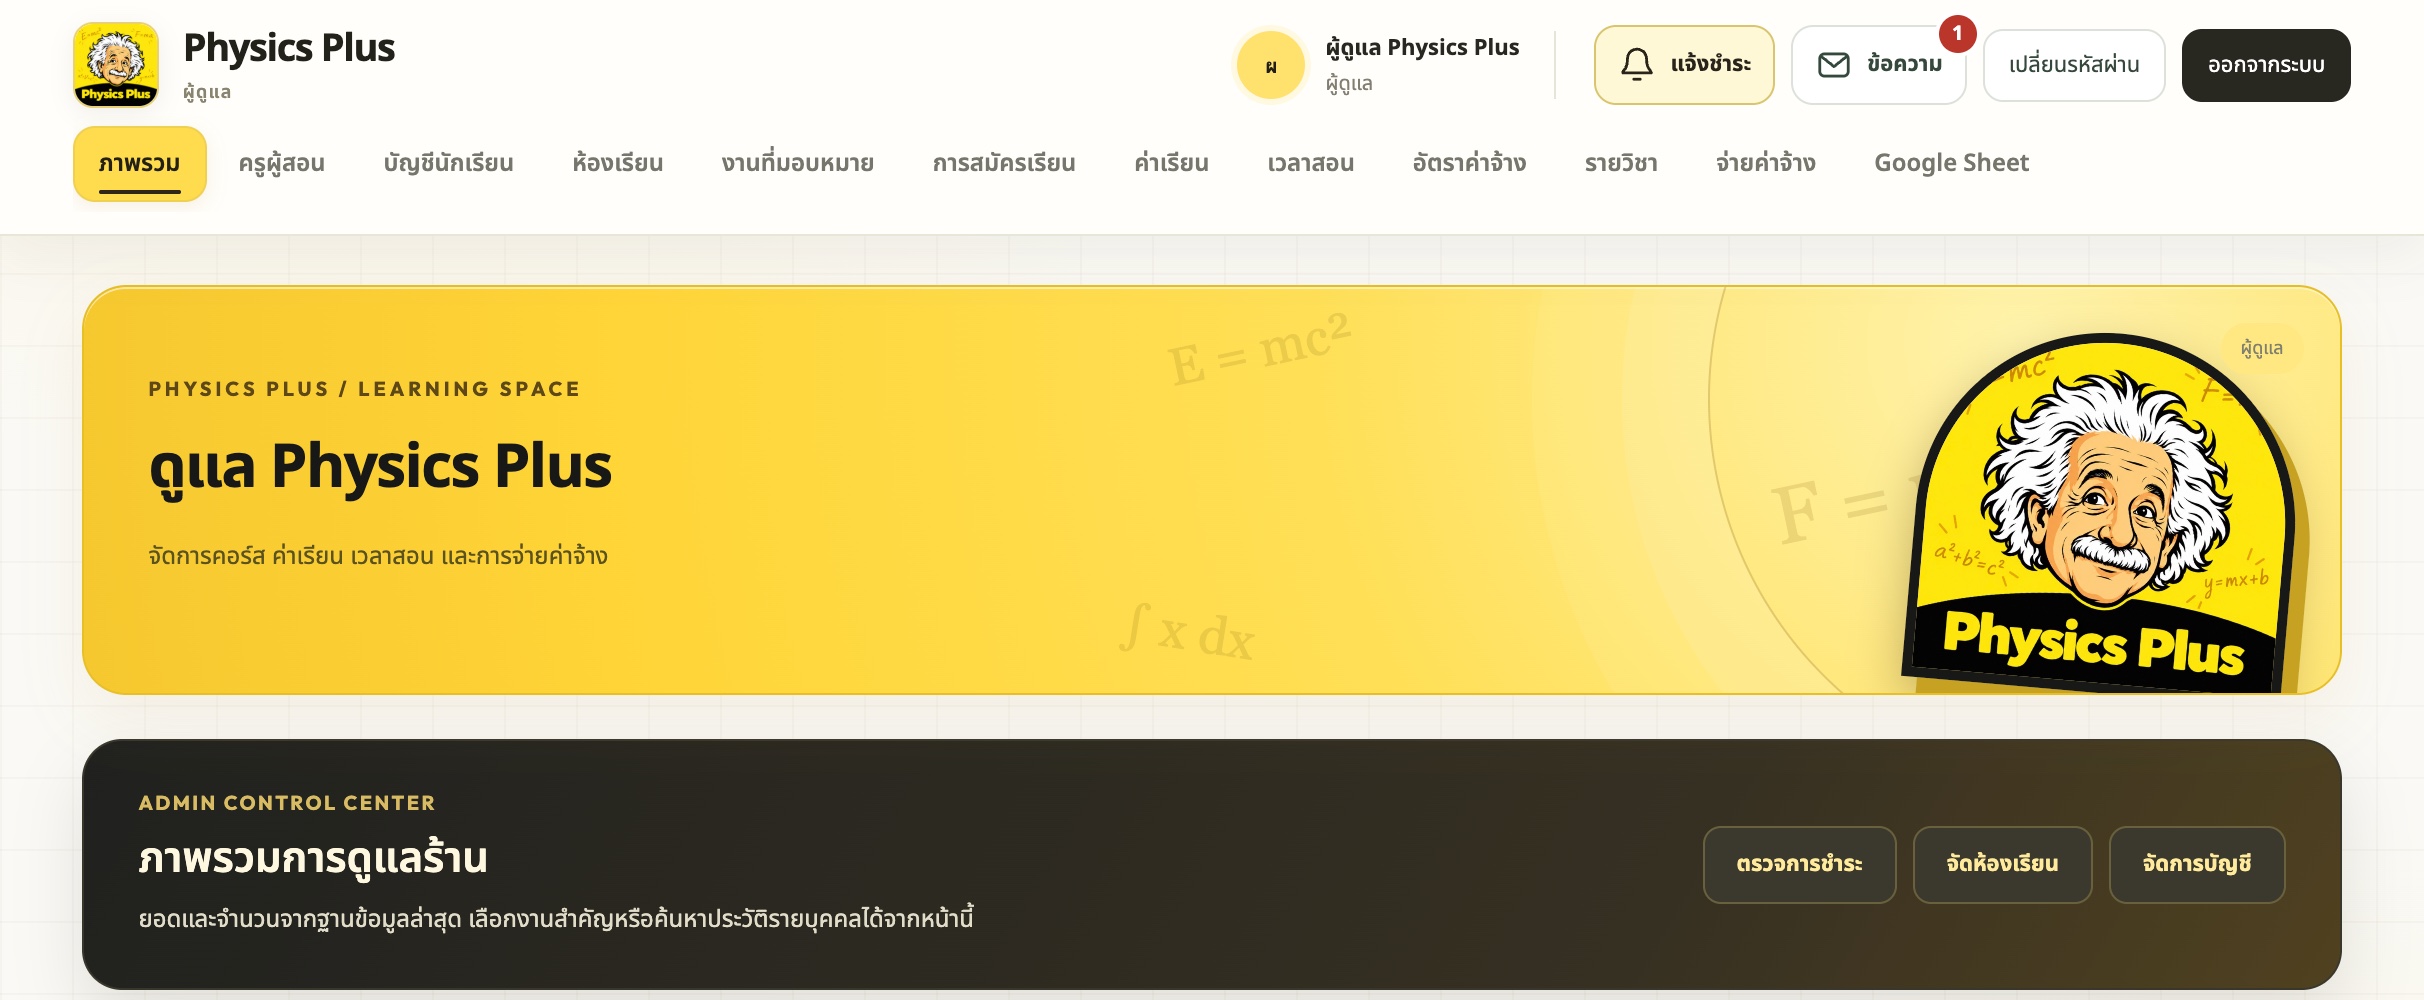 Physics Plus
ผู้ดูแล
ผ
ผู้ดูแล Physics Plus
ผู้ดูแล
แจ้งชำระ
ข้อความ
1
เปลี่ยนรหัสผ่าน
ออกจากระบบ
ภาพรวม
ครูผู้สอน
บัญชีนักเรียน
ห้องเรียน
งานที่มอบหมาย
การสมัครเรียน
ค่าเรียน
เวลาสอน
อัตราค่าจ้าง
รายวิชา
จ่ายค่าจ้าง
Google Sheet
PHYSICS PLUS / LEARNING SPACE
ดูแล Physics Plus
จัดการคอร์ส ค่าเรียน เวลาสอน และการจ่ายค่าจ้าง
E = mc²
∫ x dx
F =
ผู้ดูแล
=mc²
F =
a²+b²=c²
y=mx+b
Physics Plus
ADMIN CONTROL CENTER
ภาพรวมการดูแลร้าน
ยอดและจำนวนจากฐานข้อมูลล่าสุด เลือกงานสำคัญหรือค้นหาประวัติรายบุคคลได้จากหน้านี้
ตรวจการชำระ
จัดห้องเรียน
จัดการบัญชี